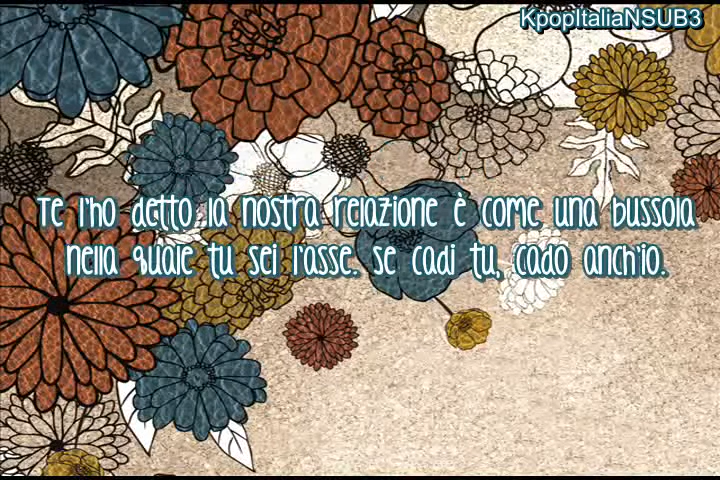 KpopItaliaNSUB3
Te l'ho detto la nostra relazione è come una bussola
nella quale tu sei l'asse. se cadi tu, cado anch'io.